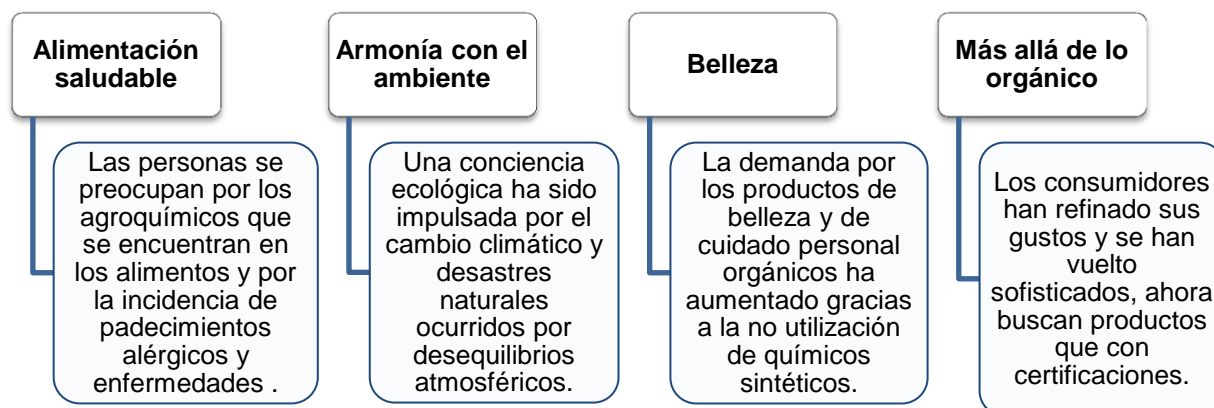 Alimentación
saludable
Las personas se
preocupan por los
agroquímicos que
se encuentran en
los alimentos y por
la incidencia de
padecimientos
alérgicos y
enfermedades .
Armonía con el
ambiente
Una conciencia
ecológica ha sido
impulsada por el
cambio climático y
desastres
naturales
ocurridos por
desequilibrios
atmosféricos.
Belleza
La demanda por
los productos de
belleza y de
cuidado personal
orgánicos ha
aumentado gracias
a la no utilización
de químicos
sintéticos.
Más allá de lo
orgánico
Los consumidores
han refinado sus
gustos y se han
vuelto
sofisticados, ahora
buscan productos
que con
certificaciones.